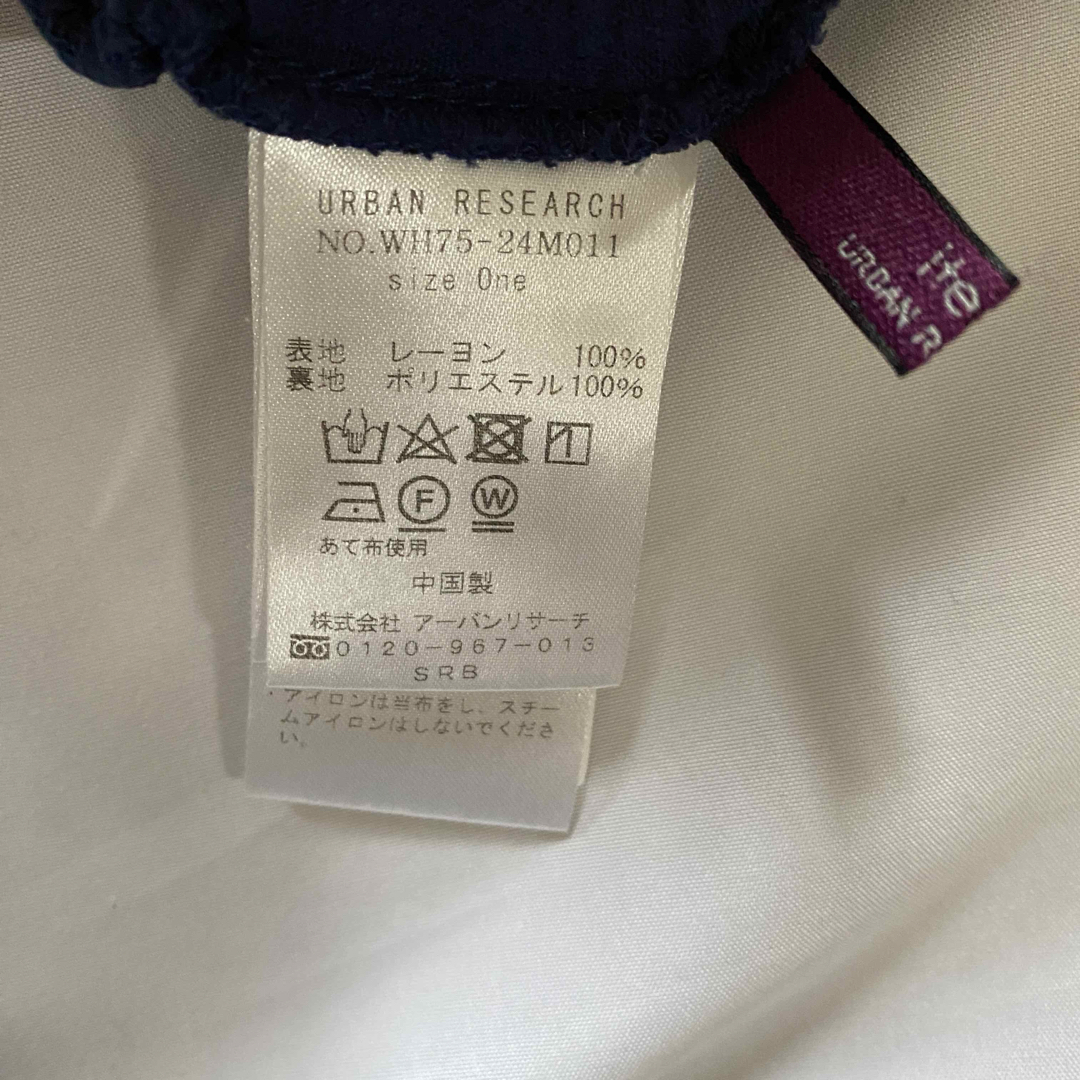 URBAN RESEARCH
NO.WH75-24M011
size One
表地 レーヨン 100%
裏地 ポリエステル100%
F W
あて布使用
中国製
株式会社 アーバンリサーチ
0120-967-013
SRB
・アイロンは当布をし、スチー
ムアイロンはしないでくださ
い。
ite
URBAN R